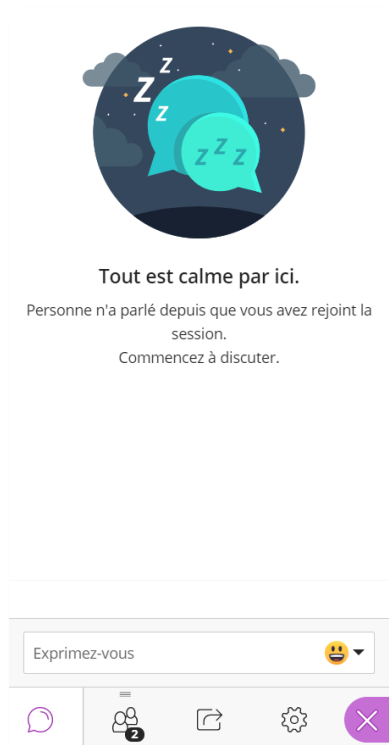 Z
Z
Z
Z Z Z
Tout est calme par ici.
Personne n'a parlé depuis que vous avez rejoint la
session.
Commencez à discuter.
Exprimez-vous
2